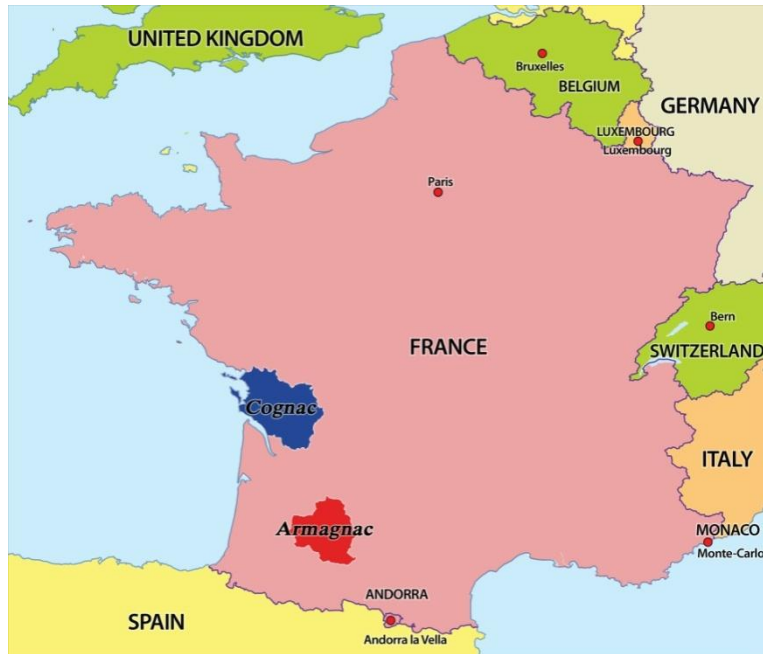 UNITED KINGDOM
Bruxelles
BELGIUM
GERMANY
LUXEMBOURG
Luxembourg
Paris
Bern
FRANCE
SWITZERLAND
Cognac
ITALY
Armagnac
MONACO
Monte-Carlo
ANDORRA
SPAIN
Andorra la Vella